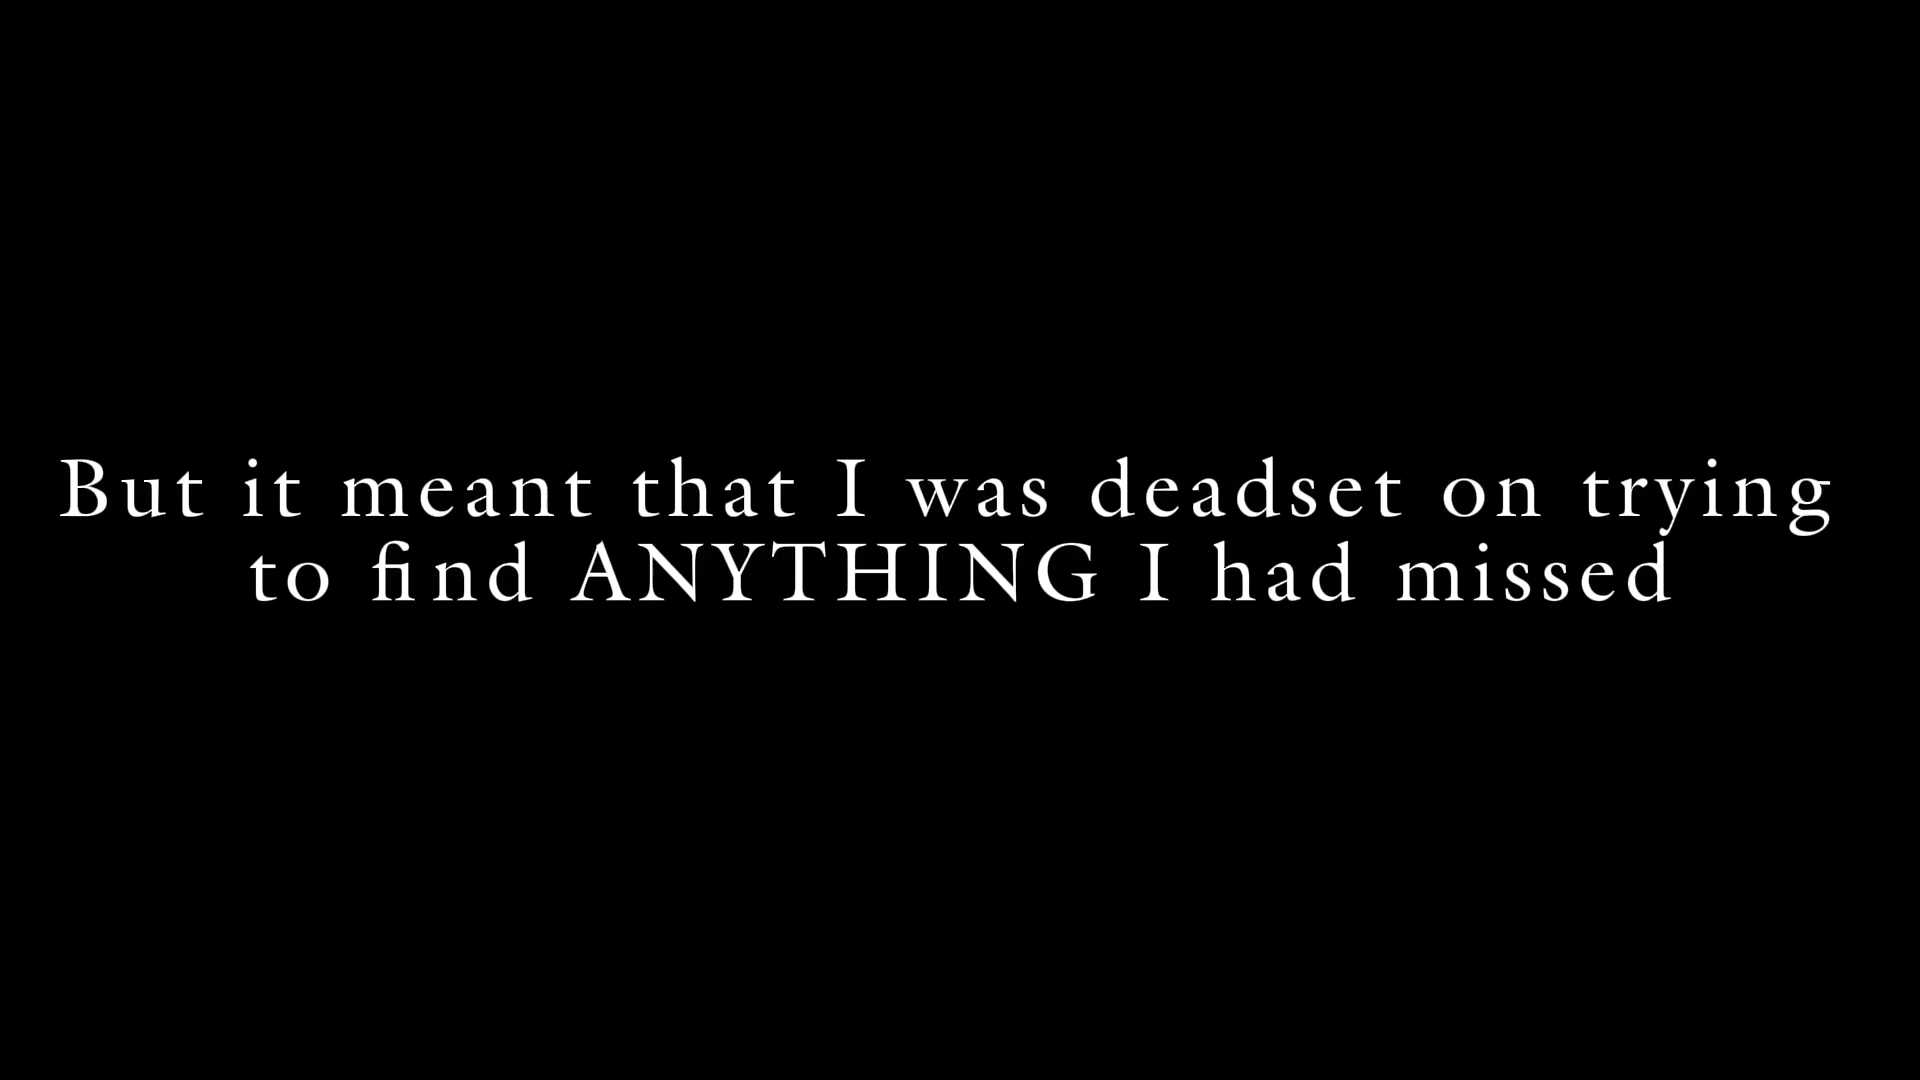 But it meant that I was deadset on trying
to find ANYTHING I had missed